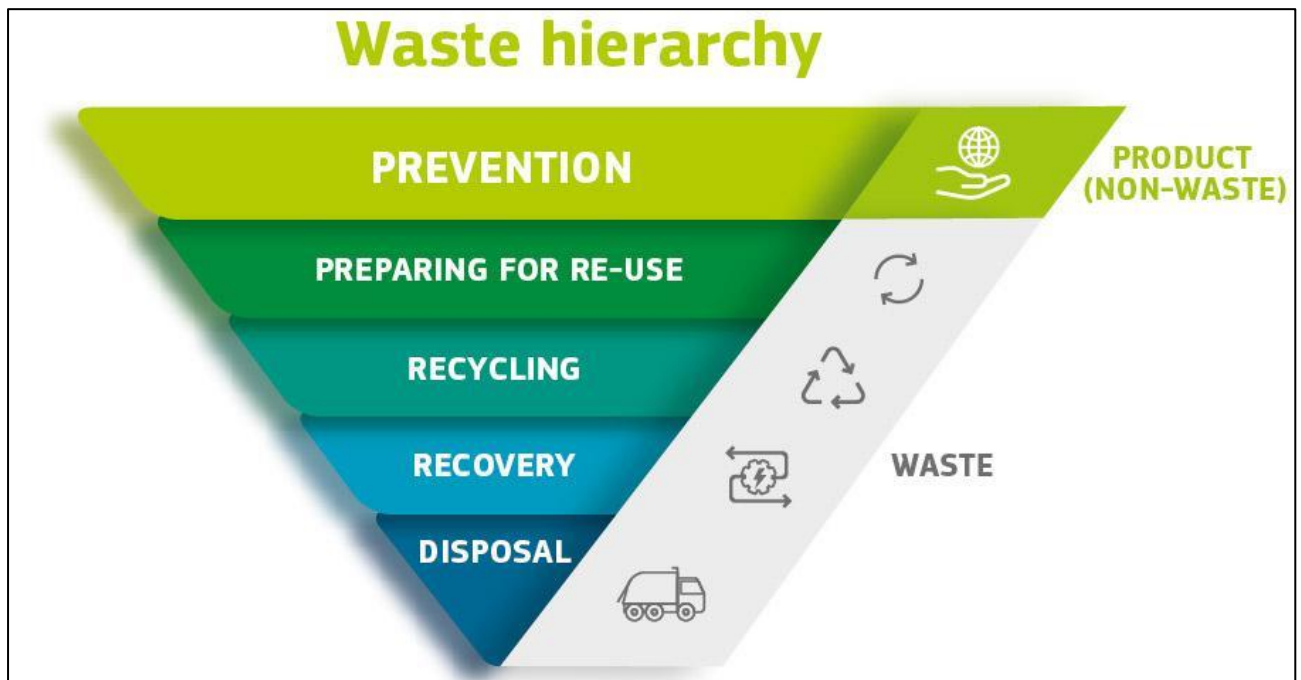 Waste hierarchy
PREVENTION
PRODUCT
(NON-WASTE)
PREPARING FOR RE-USE
RECYCLING
RECOVERY
WASTE
DISPOSAL